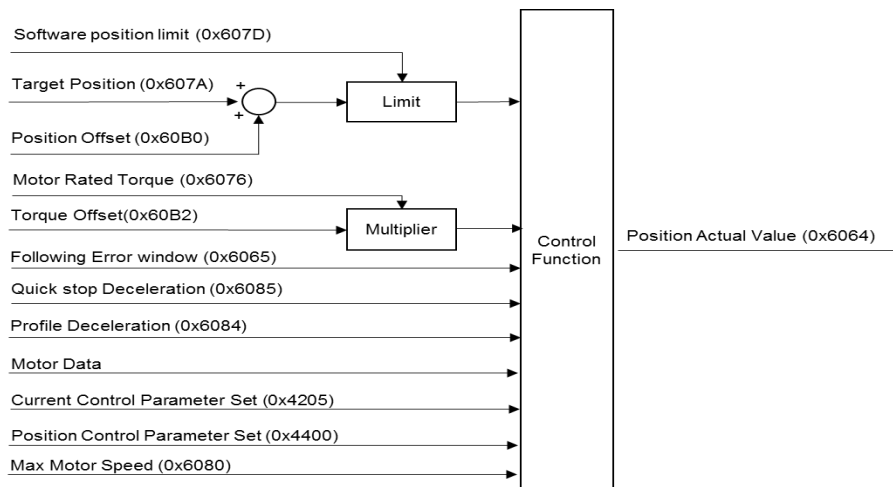 Software position limit (0x607D)
Target Position (0x607A)
+
+
Limit
Position Offset (0x60B0)
Motor Rated Torque (0x6076)
Torque Offset(0x60B2)
Multiplier
Following Error window (0x6065)
Quick stop Deceleration (0x6085)
Profile Deceleration (0x6084)
Motor Data
Current Control Parameter Set (0x4205)
Position Control Parameter Set (0x4400)
Max Motor Speed (0x6080)
Control
Function
Position Actual Value (0x6064)